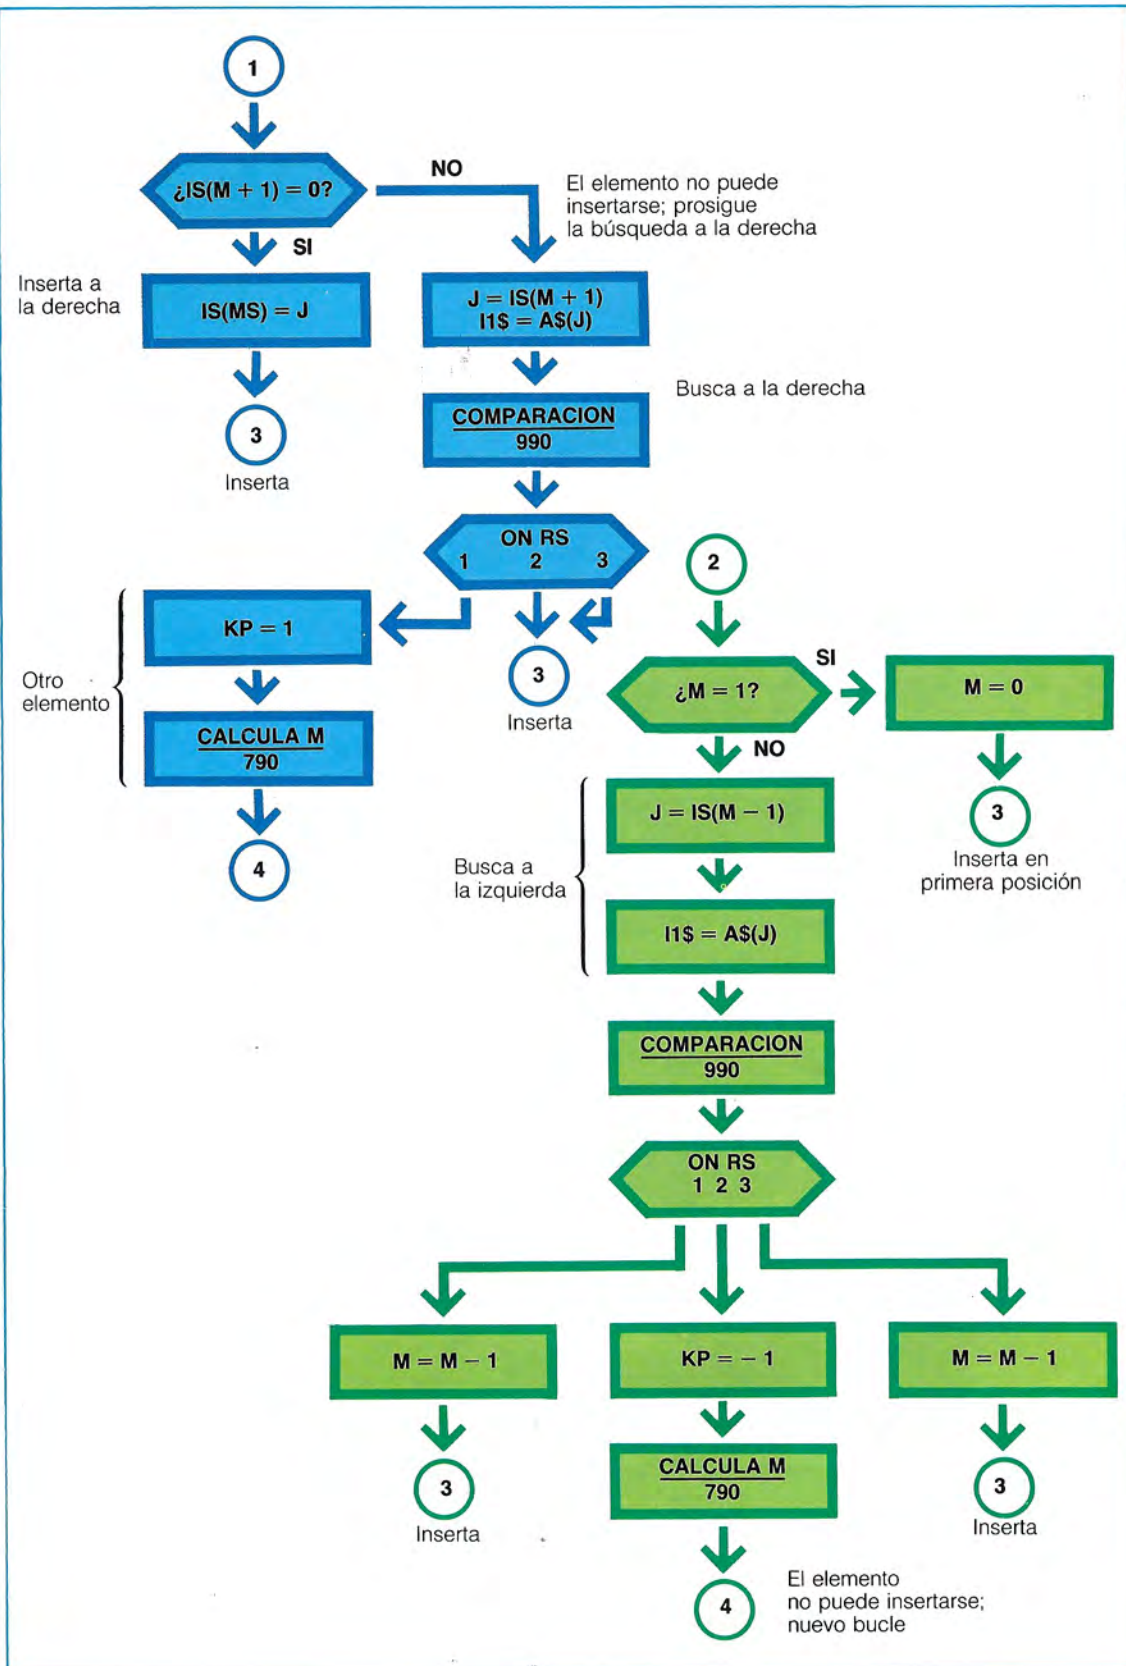 1
¿IS(M + 1) = 0?
NO
El elemento no puede
insertarse; prosigue
la búsqueda a la derecha
SI
Inserta a
la derecha
IS(MS) = J
J = IS(M + 1)
I1$ = A$(J)
3
Inserta
Busca a la derecha
COMPARACION
990
ON RS
1 2 3
Otro
elemento
KP = 1
CALCULA M
790
4
3
Inserta
2
¿M = 1?
SI
M = 0
3
Inserta en
primera posición
NO
Busca a
la izquierda
J = IS(M − 1)
I1$ = A$(J)
COMPARACION
990
ON RS
1 2 3
M = M − 1
3
Inserta
KP = − 1
CALCULA M
790
4
El elemento
no puede insertarse;
nuevo bucle
M = M − 1
3
Inserta